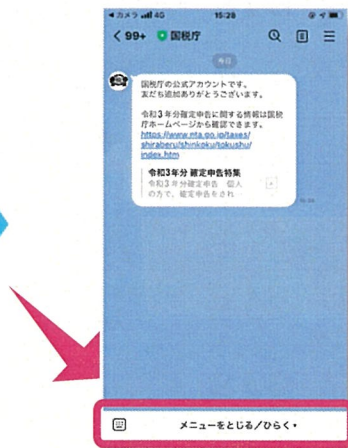 ◀ カメラ 4G 15:28
< 99+ 国税庁
今日
国税庁の公式アカウントです。
友だち追加ありがとうございます。
令和3年分確定申告に関する情報は国税
庁ホームページから確認できます。
https://www.nta.go.jp/taxes/
shiraberu/shinkoku/tokushu/
index.htm
令和3年分 確定申告特集
令和3年分確定申告 個人
の方で、確定申告をされ
メニューをとじる/ひらく▾